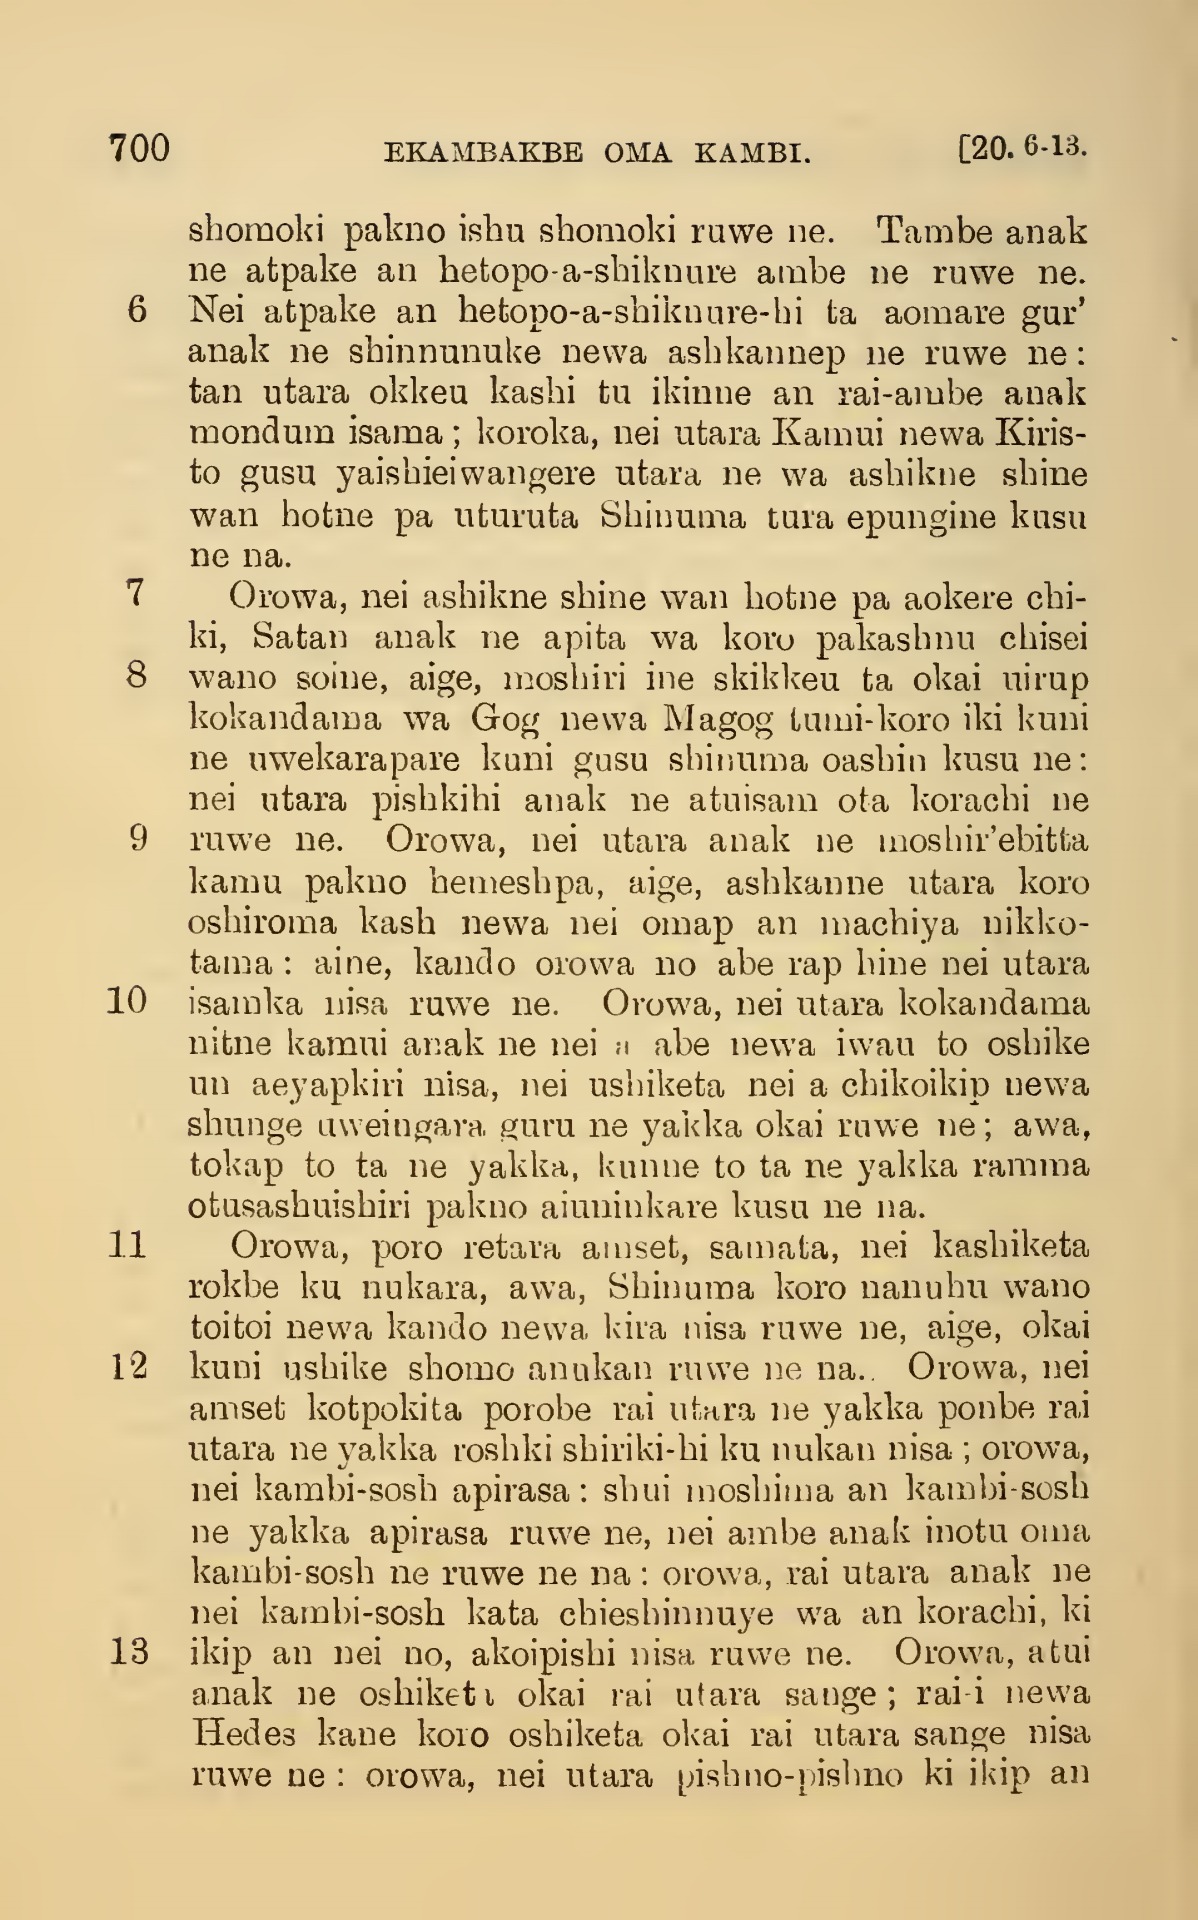 700 EKAMBAKBE OMA KAMBI. [20. 6-13.
shomoki pakno ishu shomoki ruwe ne. Tambe anak
ne atpake an hetopo-a-shiknure ambe ne ruwe ne.
6 Nei atpake an hetopo-a-shiknure-hi ta aomare gur'
anak ne shinnunuke newa ashkannep ne ruwe ne :
tan utara okkeu kashi tu ikinne an rai-ambe anak
mondum isama ; koroka, nei utara Kamui newa Kiris-
to gusu yaishieiwangere utara ne wa ashikne shine
wan hotne pa uturuta Shinuma tura epungine kusu
ne na.
7 Orowa, nei ashikne shine wan hotne pa aokere chi-
ki, Satan anak ne apita wa koro pakashnu chisei
8 wano soine, aige, moshiri ine skikkeu ta okai uirup
kokandama wa Gog newa Magog tumi-koro iki kuni
ne uwekarapare kuni gusu shinuma oashin kusu ne :
nei utara pishkihi anak ne atuisam ota korachi ne
9 ruwe ne. Orowa, nei utara anak ne moshir'ebitta
kamu pakno hemeshpa, aige, ashkanne utara koro
oshiroma kash newa nei omap an machiya nikko-
tama : aine, kando orowa no abe rap hine nei utara
10 isamka nisa ruwe ne. Orowa, nei utara kokandama
nitne kamui anak ne nei a abe newa iwau to oshike
un aeyapkiri nisa, nei ushiketa nei a chikoikip newa
shunge uweingara guru ne yakka okai ruwe ne ; awa,
tokap to ta ne yakka, kunne to ta ne yakka ramma
otusashuishiri pakno aiuninkare kusu ne na.
11 Orowa, poro retara amset, samata, nei kashiketa
rokbe ku nukara, awa, Shinuma koro nanuhu wano
toitoi newa kando newa kira nisa ruwe ne, aige, okai
12 kuni ushike shomo anukan ruwe ne na.. Orowa, nei
amset kotpokita porobe rai utara ne yakka ponbe rai
utara ne yakka roshki shiriki-hi ku nukan nisa ; orowa,
nei kambi-sosh apirasa : shui moshima an kambi-sosh
ne yakka apirasa ruwe ne, nei ambe anak inotu oma
kambi-sosh ne ruwe ne na : orowa, rai utara anak ne
nei kambi-sosh kata chieshinnuye wa an korachi, ki
13 ikip an nei no, akoipishi nisa ruwe ne. Orowa, atui
anak ne oshiketa okai rai utara sange ; rai-i newa
Hedes kane koro oshiketa okai rai utara sange nisa
ruwe ne : orowa, nei utara pishno-pishno ki ikip an